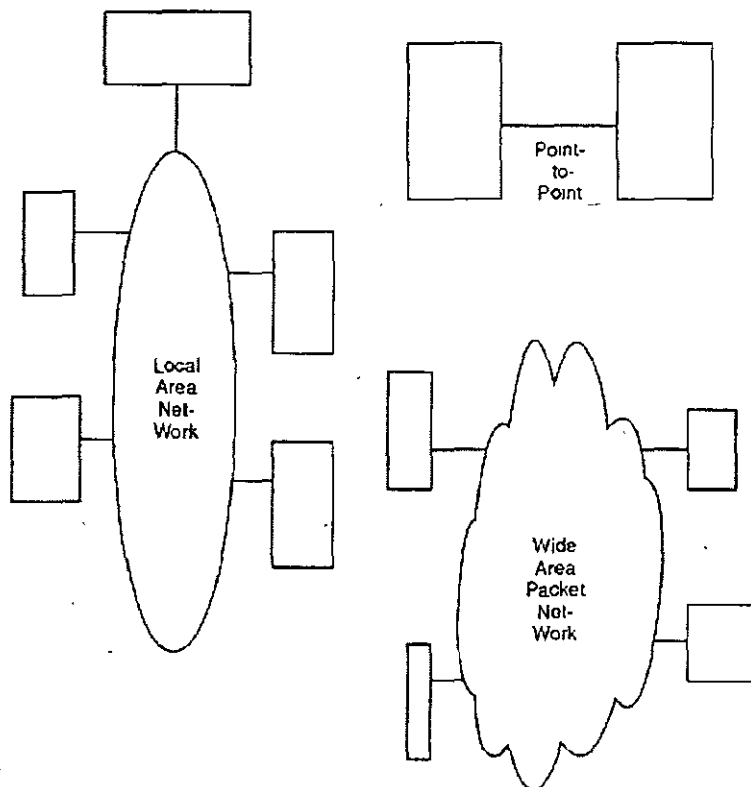 Point-
to-
Point
Local
Area
Net-
Work
Wide
Area
Packet
Net-
Work